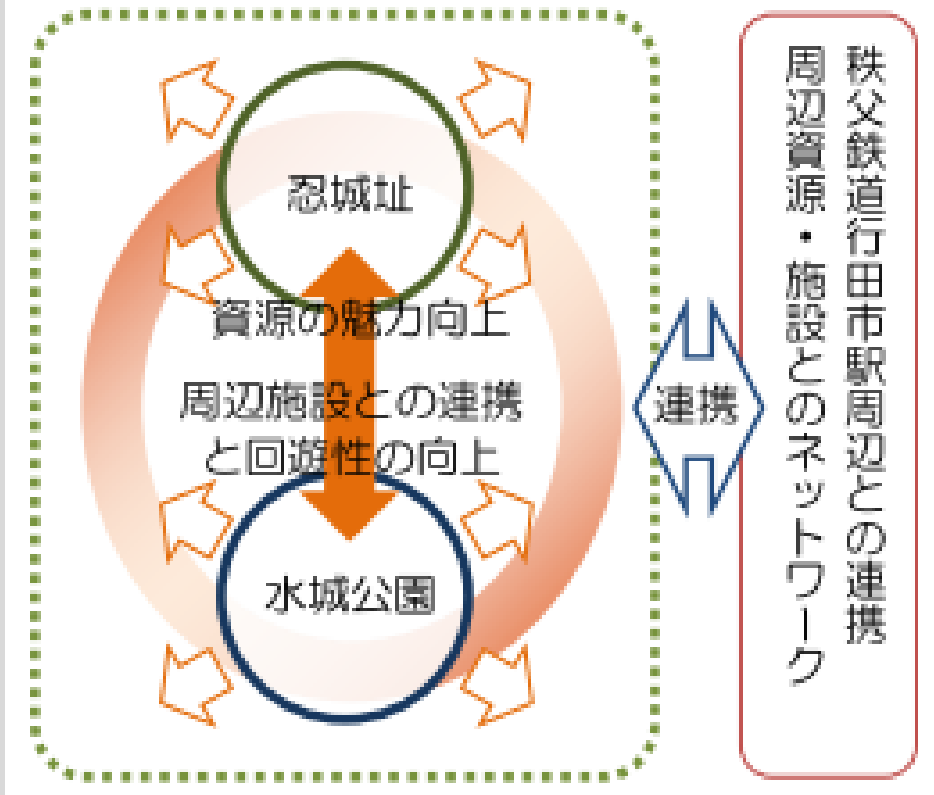 忍城址
資源の魅力向上
周辺施設との連携
と回遊性の向上
水城公園
連携
秩父鉄道行田市駅周辺との連携
周辺資源・施設とのネットワーク